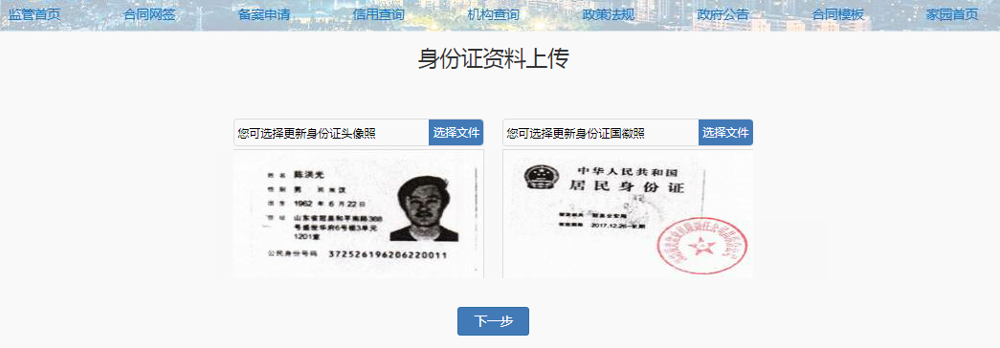 监管首页 合同网签 备案申请 信用查询 机构查询 政策法规 政府公告 合同模板 家园首页
身份证资料上传
您可选择更新身份证头像照 选择文件 您可选择更新身份证国徽照 选择文件
姓 名 陈洪光
性 别 男 民 族 汉
出 生 1962 年 6 月 22 日
住 址 山东省冠县和平南路368
号盛世华府6号楼3单元
1201室
公民身份号码 372526196206220011
中华人民共和国
居民身份证
签发机关 冠县公安局
有效期限 2017.12.26-长期
下一步